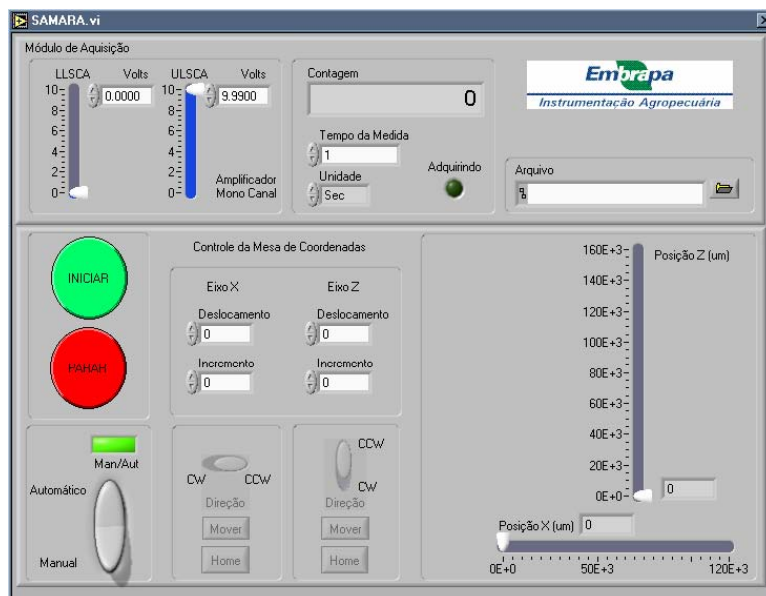 SAMARA.vi
Módulo de Aquisição
LLSCA Volts ULSCA Volts
10 0.0000 10 9.9900
8 8
6 6
4 4
2 2
0 0
Amplificador
Mono Canal
Contagem
0
Tempo da Medida
1
Unidade
Sec
Adquirindo
Embrapa
Instrumentação Agropecuária
Arquivo
INICIAR
PARAR
Controle da Mesa de Coordenadas
Eixo X Eixo Z
Deslocamento Deslocamento
0 0
Incremento Incremento
0 0
Man/Aut
Automático
Manual
CW CCW
Direção
Mover
Home
CCW
CW
Direção
Mover
Home
160E+3 Posição Z (um)
140E+3
120E+3
100E+3
80E+3
60E+3
40E+3
20E+3
0E+0 0
Posição X (um) 0
0E+0 50E+3 120E+3